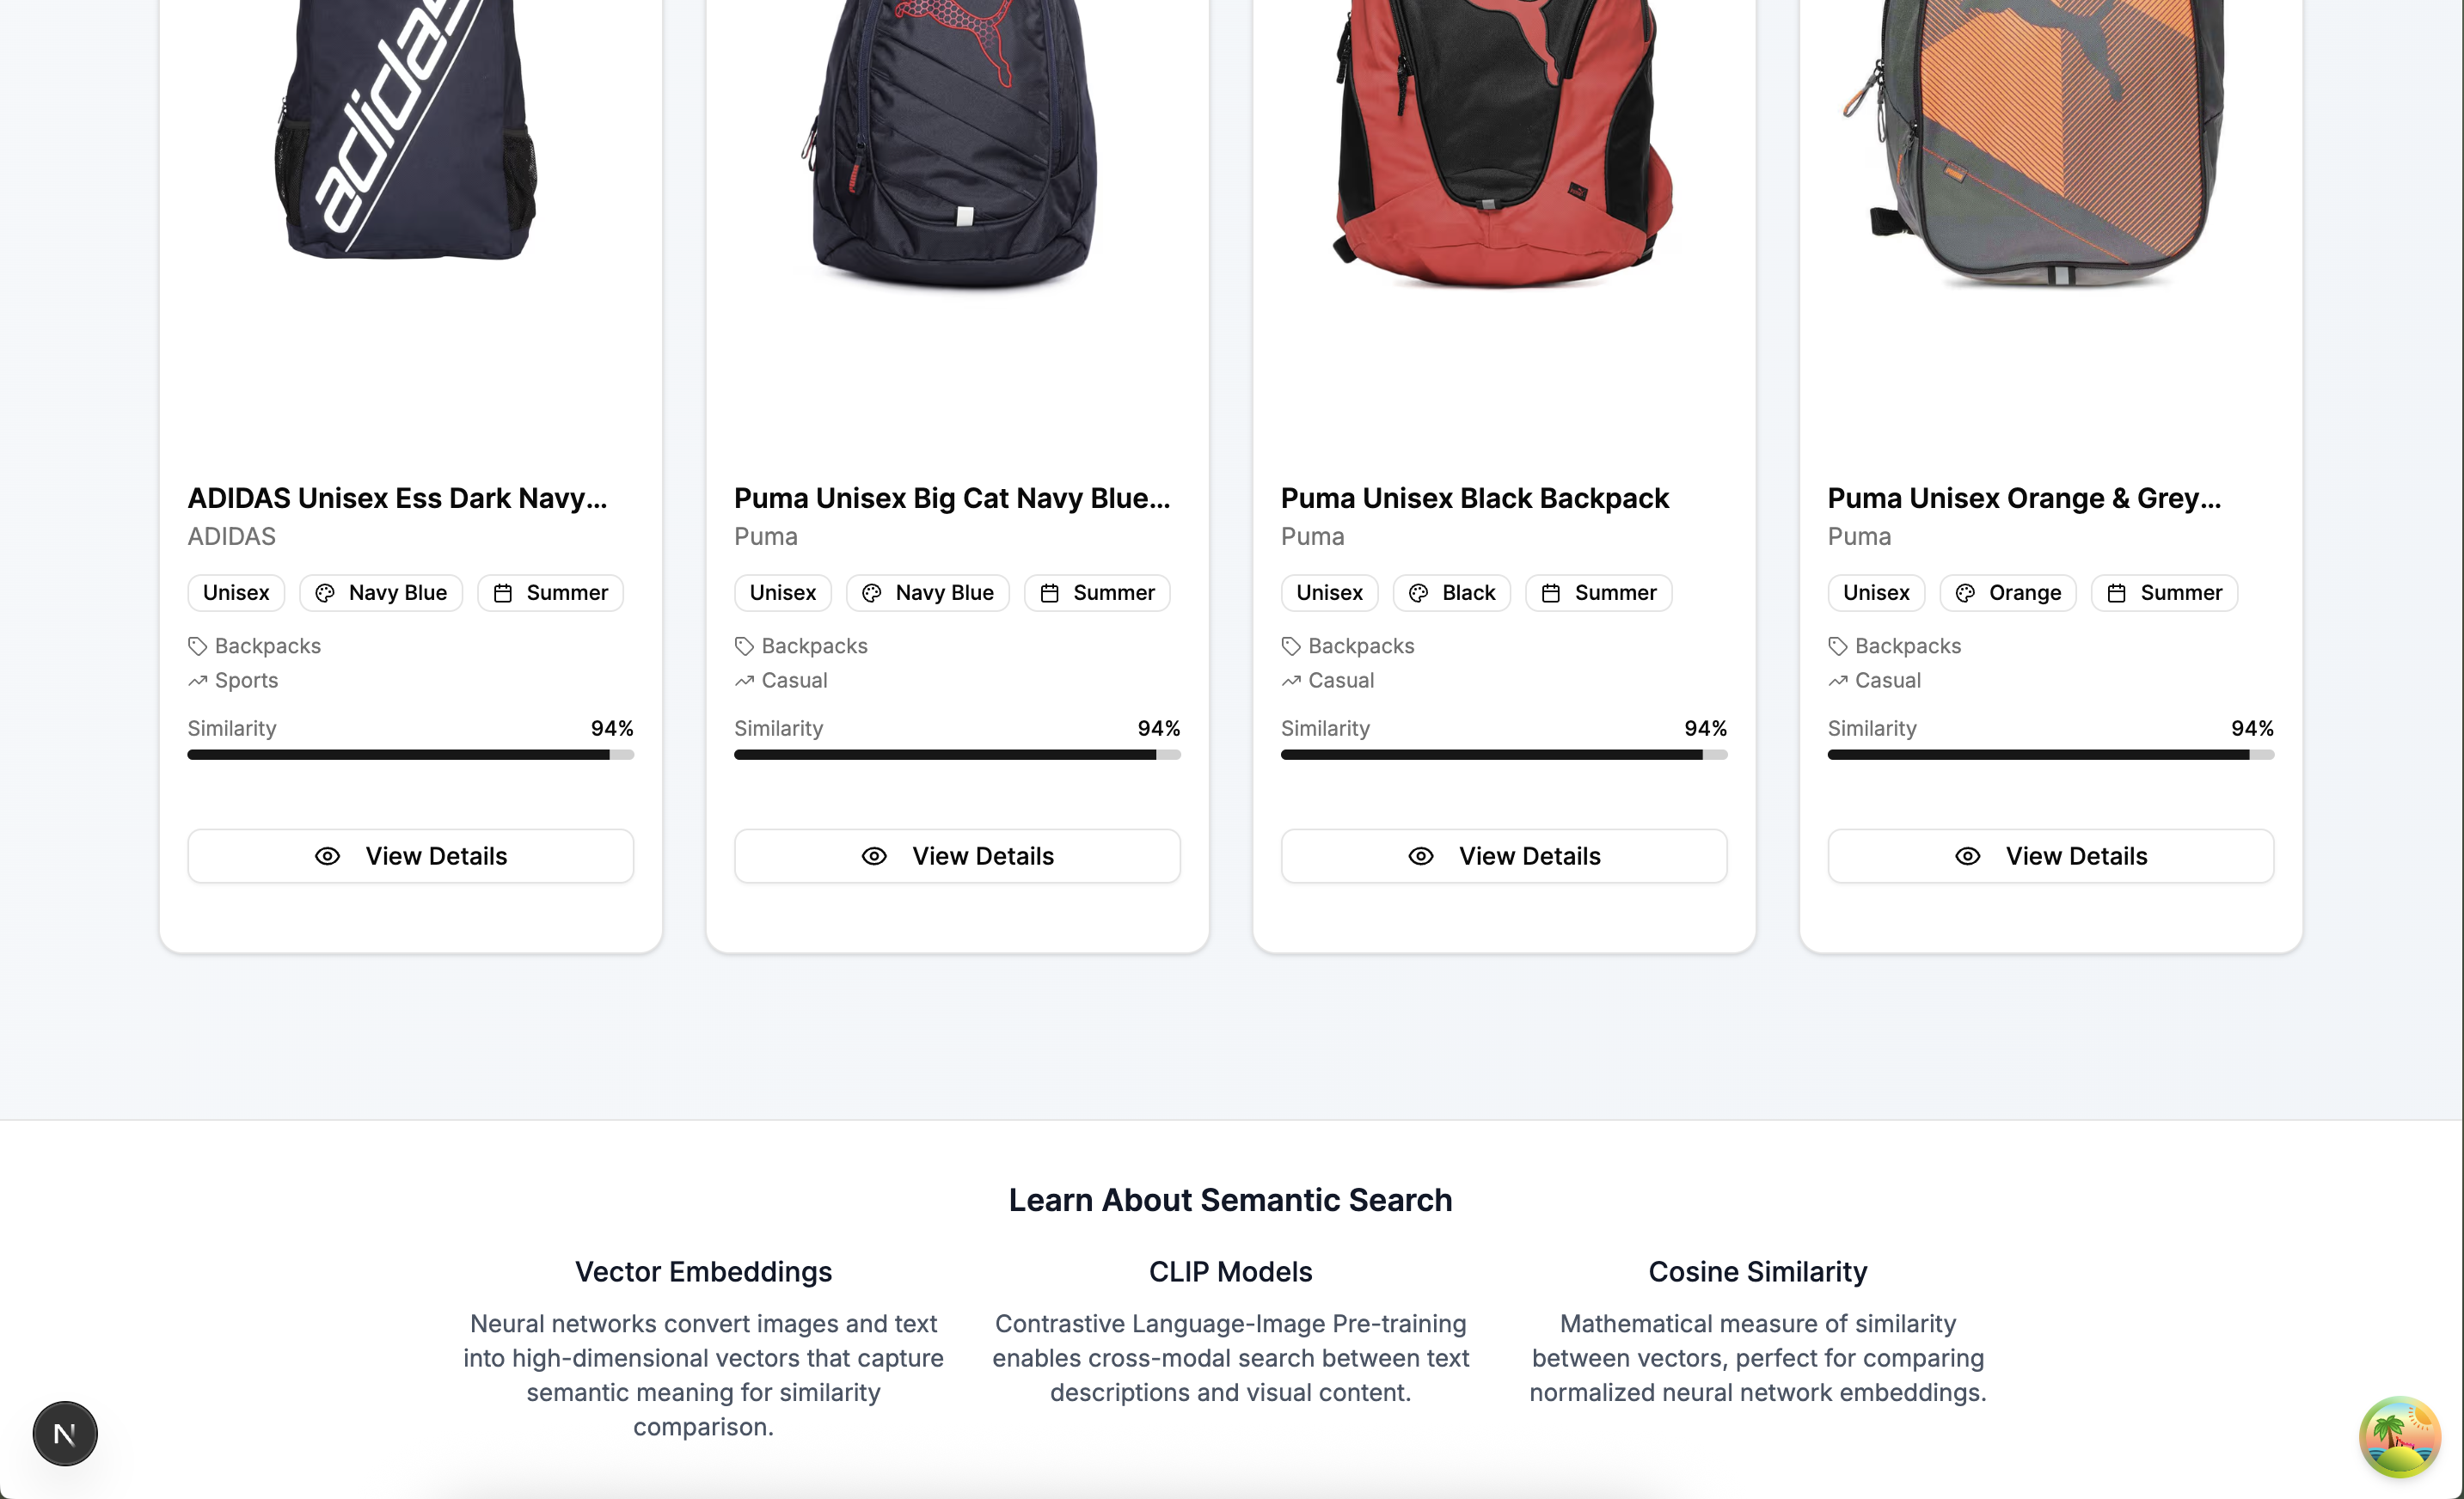 adidas
ADIDAS Unisex Ess Dark Navy...
ADIDAS
Unisex
Navy Blue
Summer
Backpacks
Sports
Similarity 94%
View Details
Puma Unisex Big Cat Navy Blue...
Puma
Unisex
Navy Blue
Summer
Backpacks
Casual
Similarity 94%
View Details
Puma Unisex Black Backpack
Puma
Unisex
Black
Summer
Backpacks
Casual
Similarity 94%
View Details
Puma Unisex Orange & Grey...
Puma
Unisex
Orange
Summer
Backpacks
Casual
Similarity 94%
View Details
Learn About Semantic Search
Vector Embeddings
Neural networks convert images and text
into high-dimensional vectors that capture
semantic meaning for similarity
comparison.
CLIP Models
Contrastive Language-Image Pre-training
enables cross-modal search between text
descriptions and visual content.
Cosine Similarity
Mathematical measure of similarity
between vectors, perfect for comparing
normalized neural network embeddings.
N